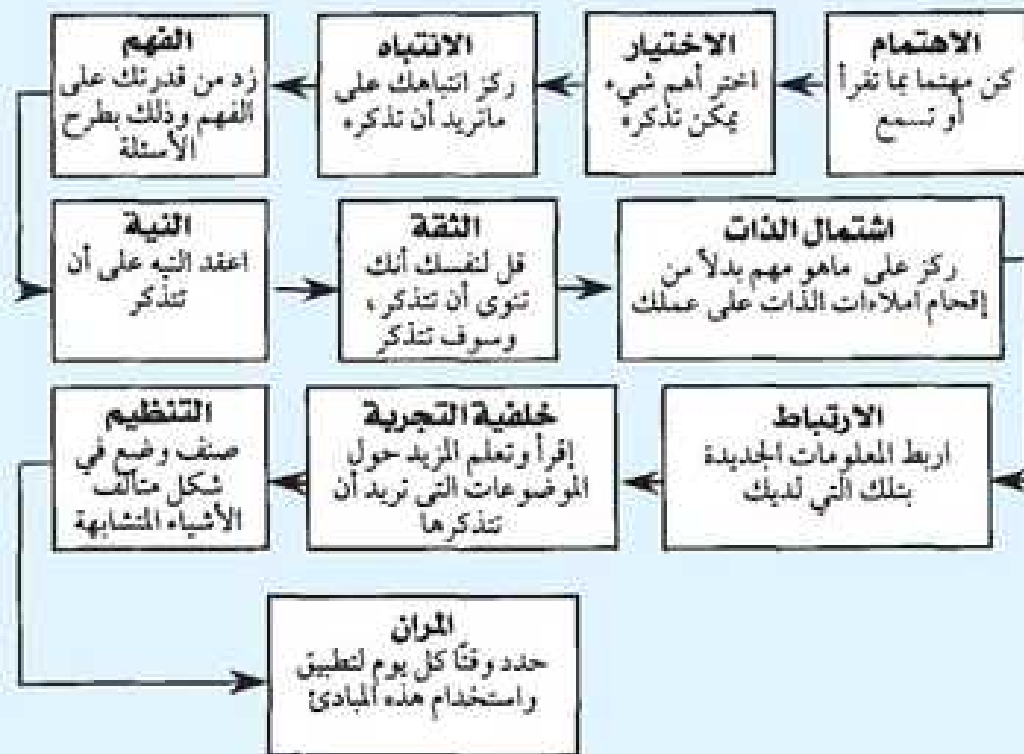 الاهتمام
كن مهتما بما تقرأ
أو تسمع
الاختيار
اختر أهم شيء
يمكن تذكره
الانتباه
ركز انتباهك على
ماتريد أن تذكره
الفهم
زد من قدرتك على
الفهم وذلك بطرح
الأسئلة
النية
اعقد النيه على أن
تتذكر
الثقة
قل لنفسك أنك
تنوى أن تتذكر،
وسوف تتذكر
اشتمال الذات
ركز على ماهو مهم بدلاً من
إقحام املاءات الذات على عملك
الارتباط
اربط المعلومات الجديدة
بتلك التي لديك
خلفية التجربة
إقرأ وتعلم المزيد حول
الموضوعات التى تريد أن
تتذكرها
التنظيم
صنف وضع في
شكل متآلف
الأشياء المتشابهة
المران
حدد وقتًا كل يوم لتطبيق
واستخدام هذه المبادئ